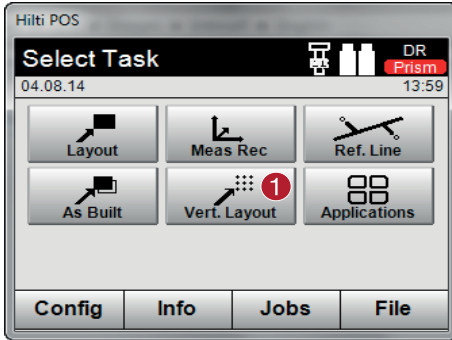 Hilti POS
Select Task
DR
Prism
04.08.14
13:59
Layout
Meas Rec
Ref. Line
As Built
Vert. Layout
1
Applications
Config
Info
Jobs
File